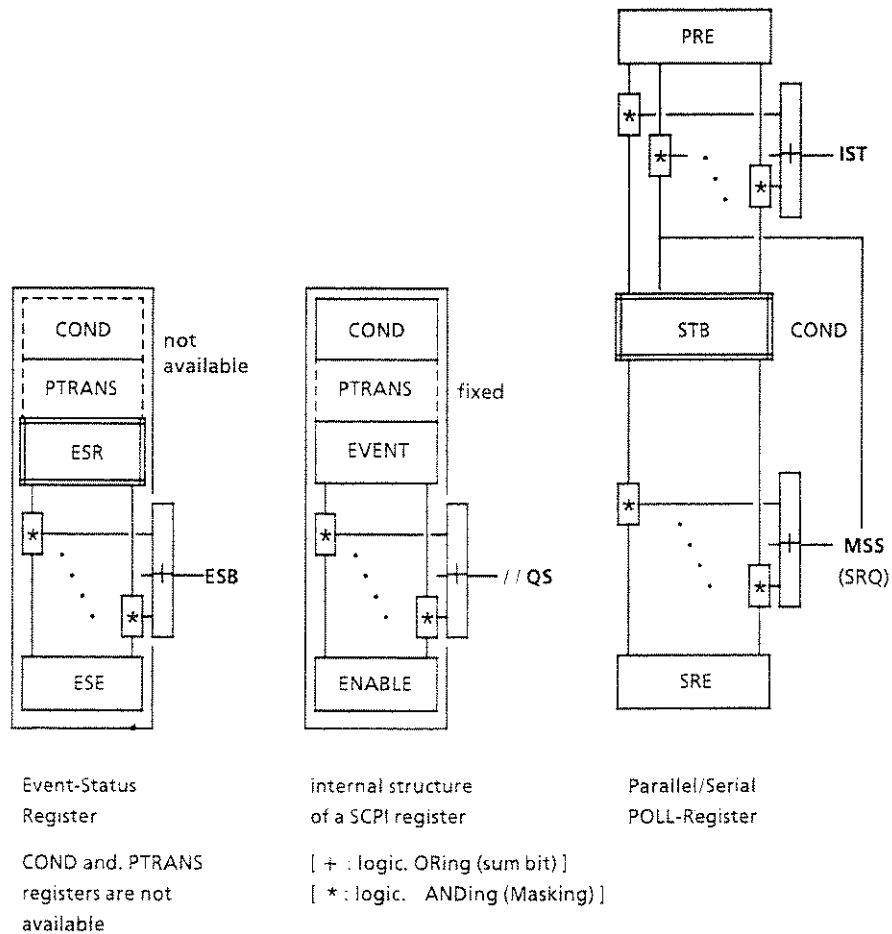 PRE
*
*
*
+
IST
COND
PTRANS
not
available
ESR
*
*
+
ESB
ESE
COND
PTRANS
fixed
EVENT
*
*
+
//QS
ENABLE
STB
COND
*
*
+
MSS
(SRQ)
SRE
Event-Status
Register
COND and. PTRANS
registers are not
available
internal structure
of a SCPI register
[ + : logic. ORing (sum bit) ]
[ * : logic. ANDing (Masking) ]
Parallel/Serial
POLL-Register